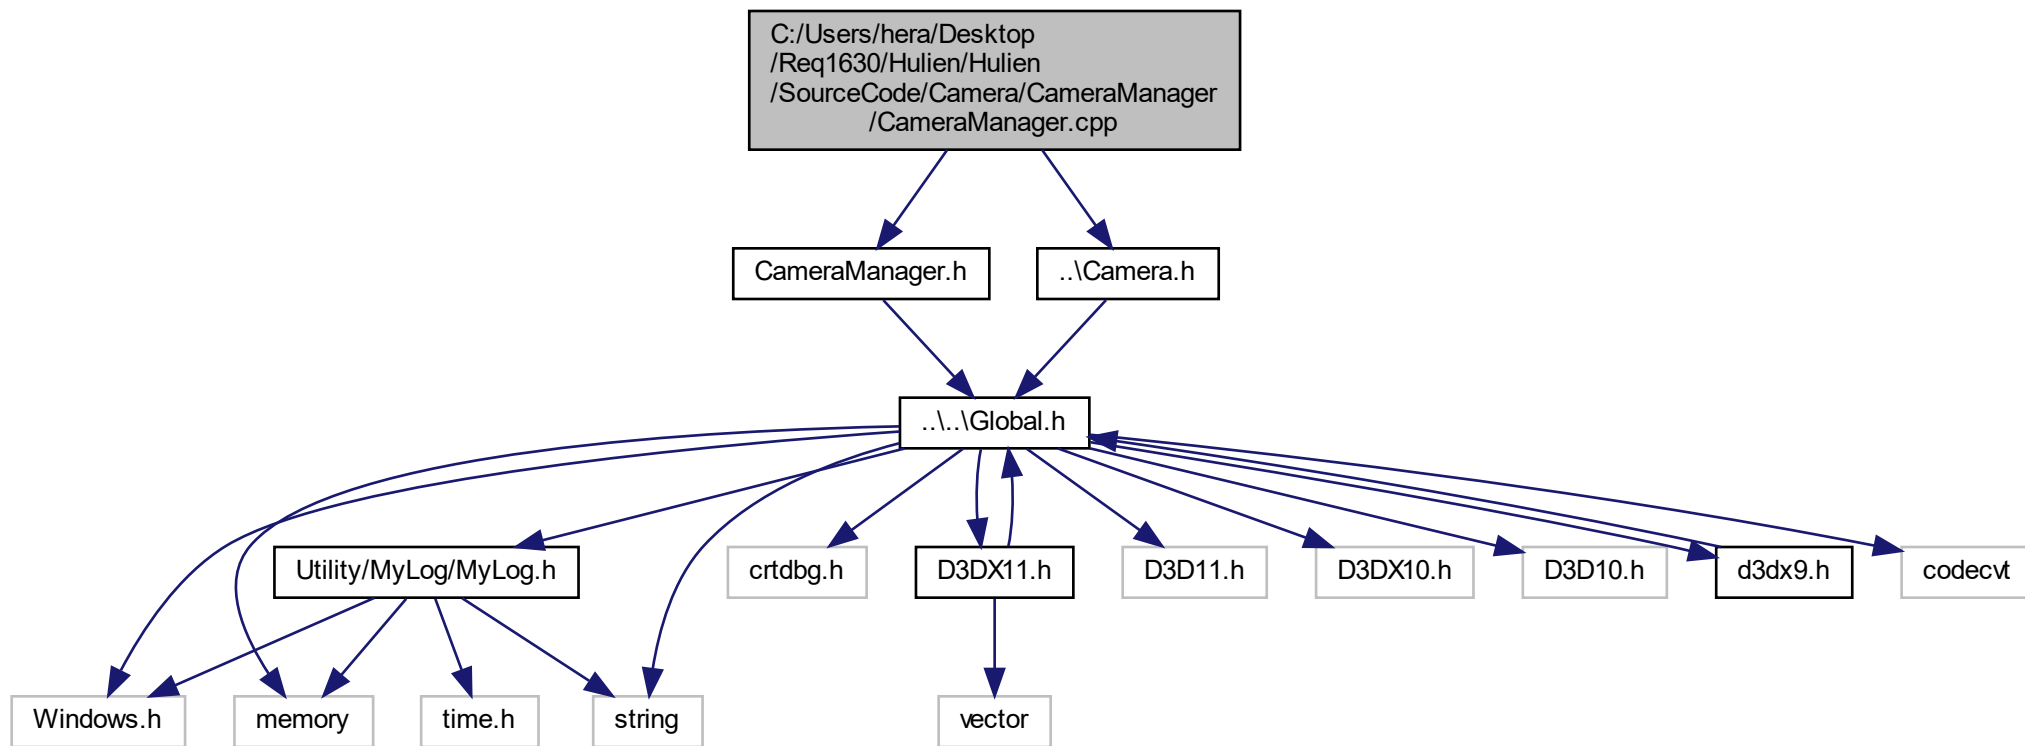 C:/Users/hera/Desktop
/Req1630/Hulien/Hulien
/SourceCode/Camera/CameraManager
/CameraManager.cpp
CameraManager.h
..\Camera.h
..\..\Global.h
Utility/MyLog/MyLog.h
crtdbg.h
D3DX11.h
D3D11.h
D3DX10.h
D3D10.h
d3dx9.h
codecvt
Windows.h
memory
time.h
string
vector